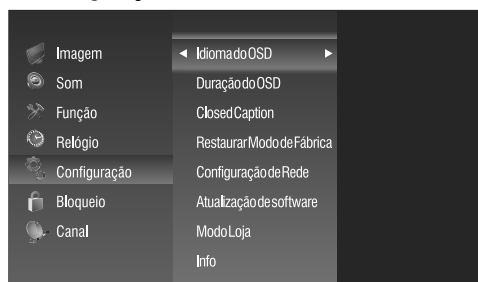 Imagem
Som
Função
Relógio
Configuração
Bloqueio
Canal
Idioma do OSD
Duração do OSD
Closed Caption
Restaurar Modo de Fábrica
Configuração de Rede
Atualização de software
Modo Loja
Info